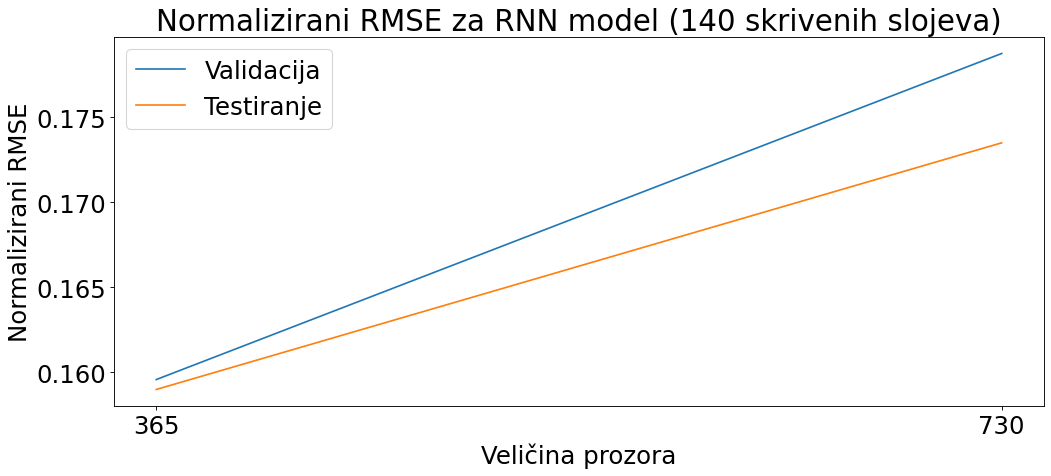 Normalizirani RMSE za RNN model (140 skrivenih slojeva)
Validacija
Testiranje
Normalizirani RMSE
0.175
0.170
0.165
0.160
365
730
Veličina prozora